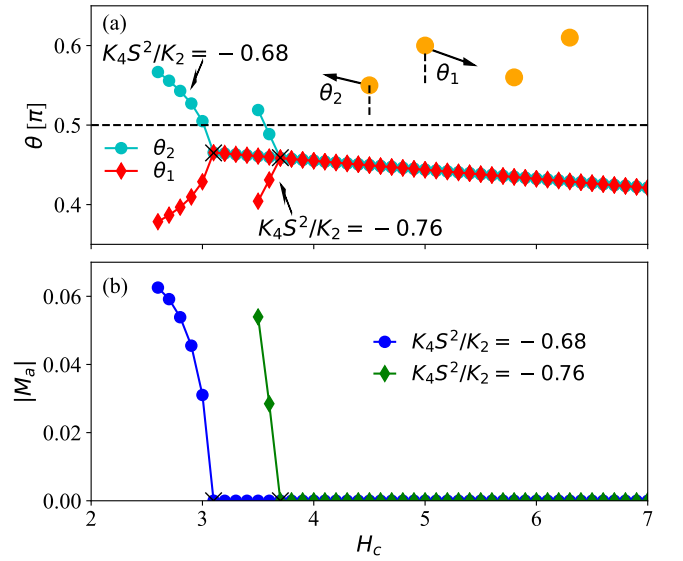 (a)
K₄S²/K₂ = − 0.68
θ₂
θ₁
0.6
0.5
0.4
θ [π]
θ₂
θ₁
K₄S²/K₂ = − 0.76
(b)
K₄S²/K₂ = − 0.68
K₄S²/K₂ = − 0.76
0.06
0.04
0.02
0.00
|Mₐ|
2 3 4 5 6 7
H_c